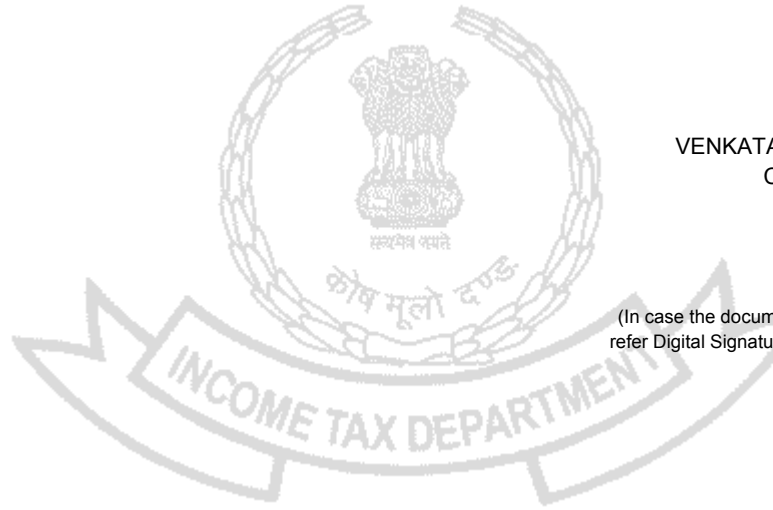 VENKATA
सत्यमेव जयते
कोष मूलो दण्डः
(In case the docum
refer Digital Signatu
INCOME TAX DEPARTMENT